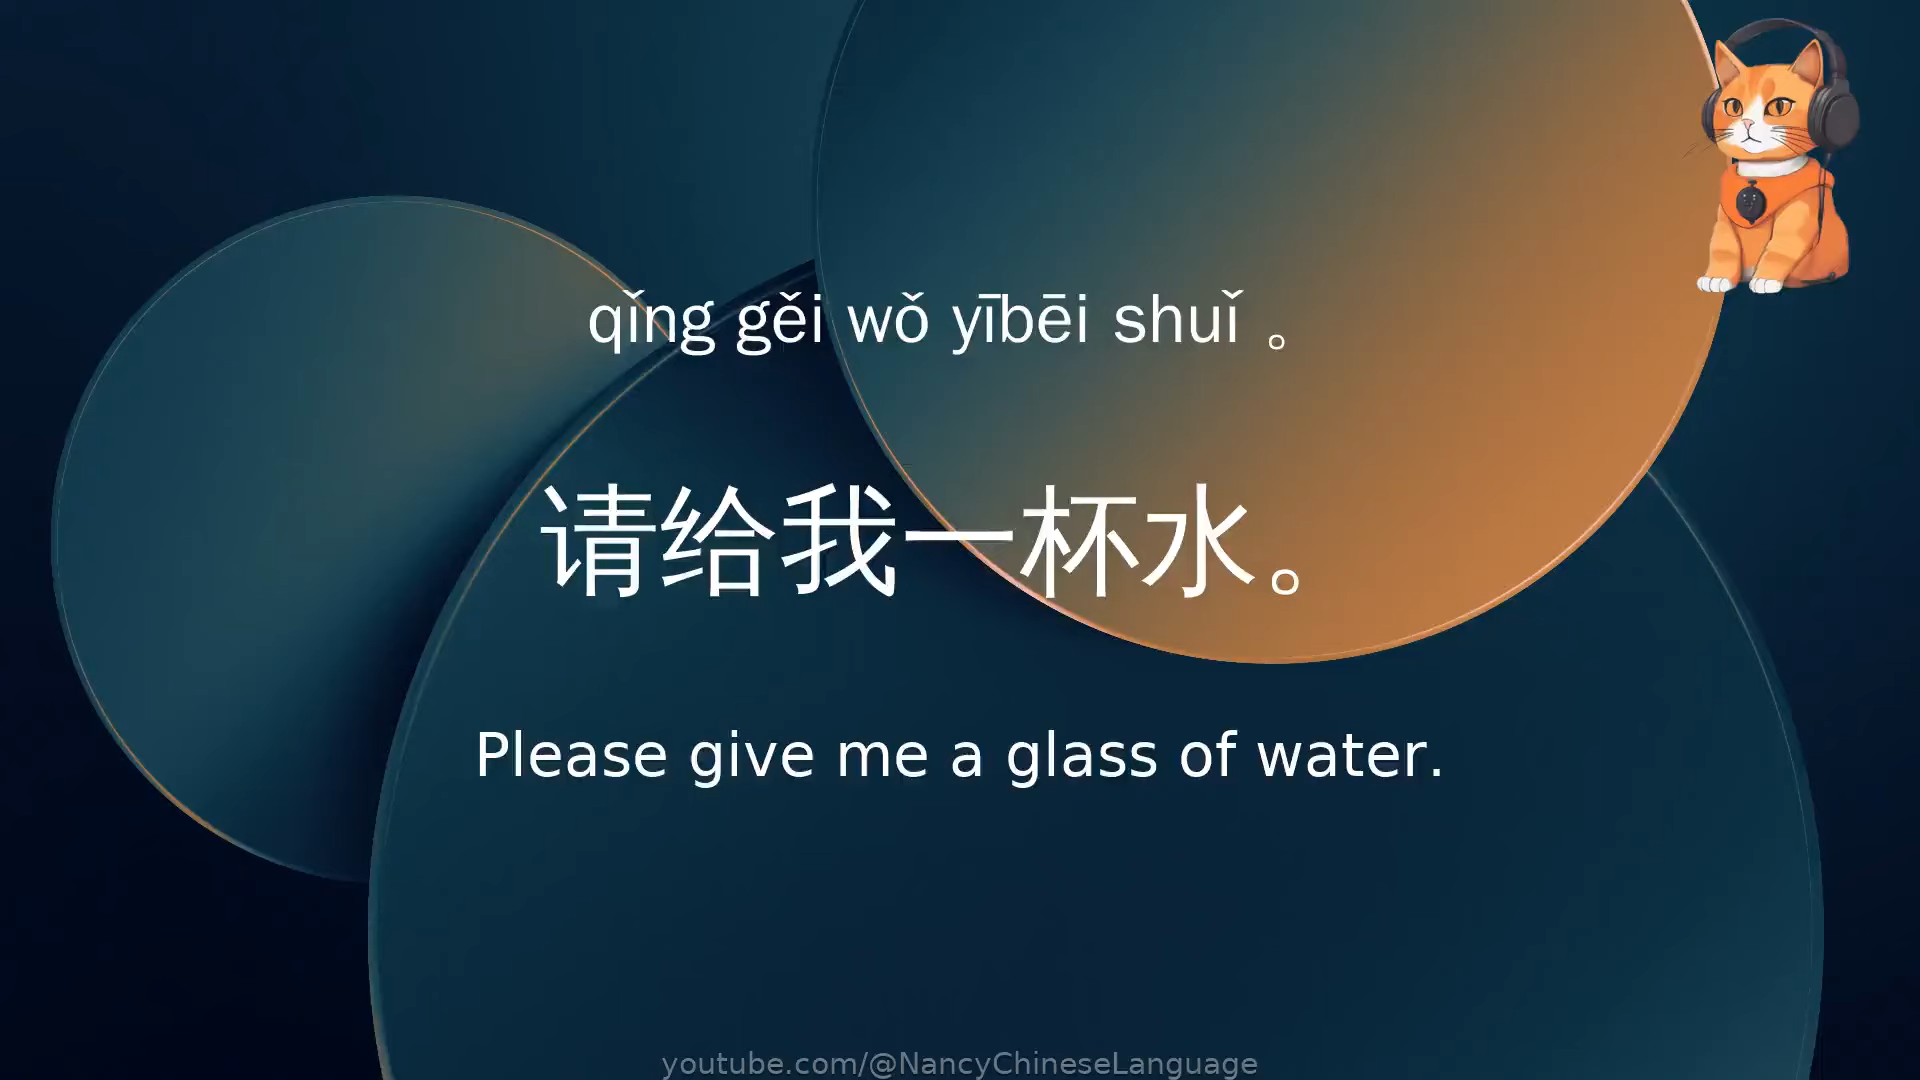 qǐng gěi wǒ yībēi shuǐ 。
请给我一杯水。
Please give me a glass of water.
youtube.com/@NancyChineseLanguage